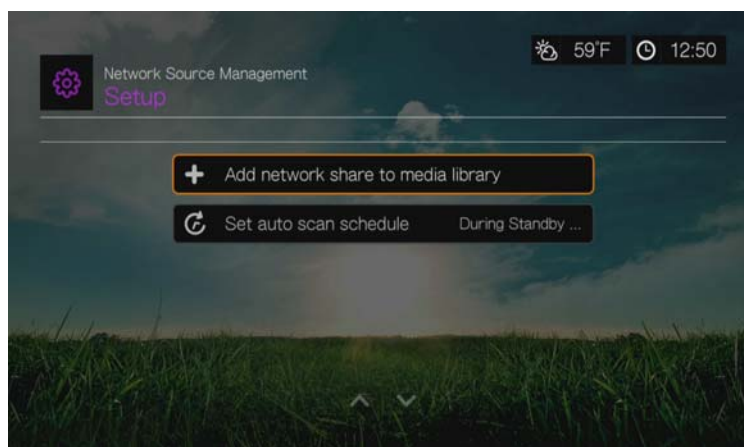 59°F
12:50
Network Source Management
Setup
Add network share to media library
Set auto scan schedule
During Standby ...